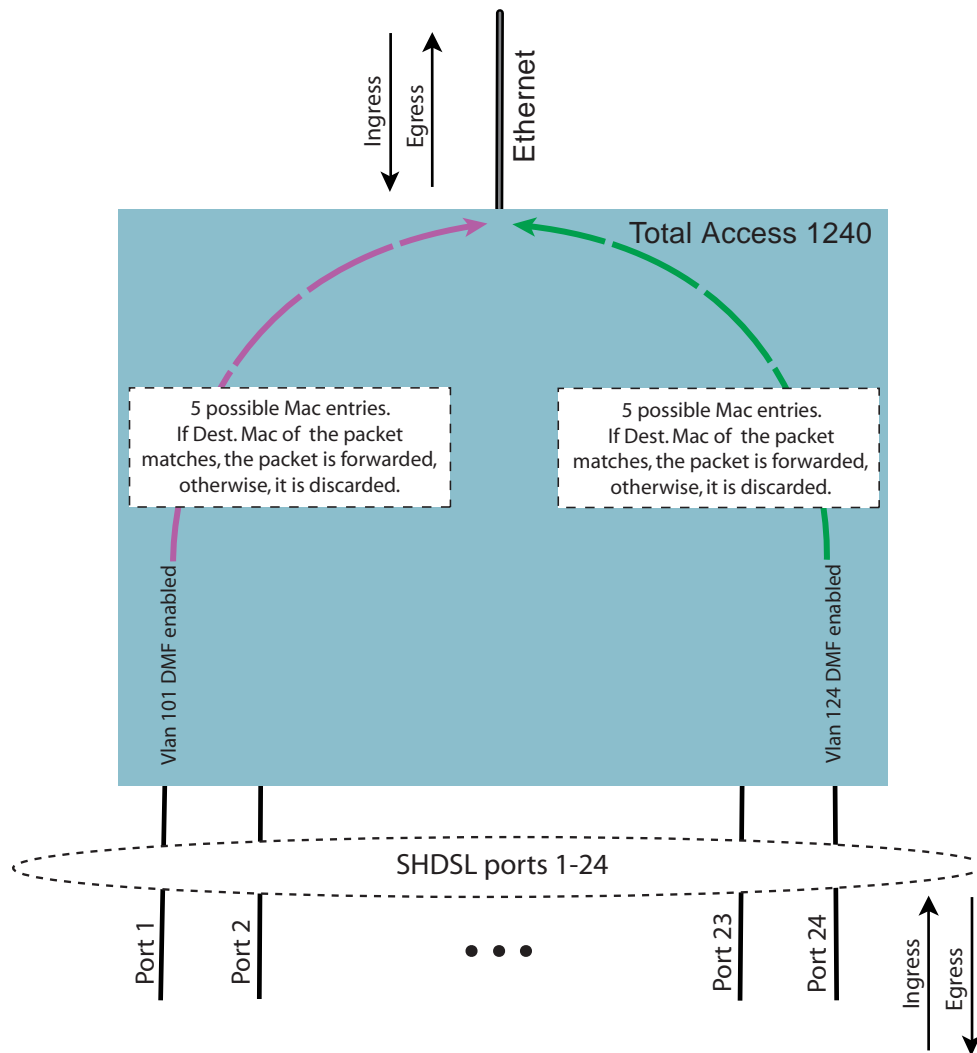 Ingress
Egress
Ethernet
Total Access 1240
5 possible Mac entries.
If Dest. Mac of the packet
matches, the packet is forwarded,
otherwise, it is discarded.
5 possible Mac entries.
If Dest. Mac of the packet
matches, the packet is forwarded,
otherwise, it is discarded.
Vlan 101 DMF enabled
Vlan 124 DMF enabled
SHDSL ports 1-24
Port 1
Port 2
Port 23
Port 24
Ingress
Egress